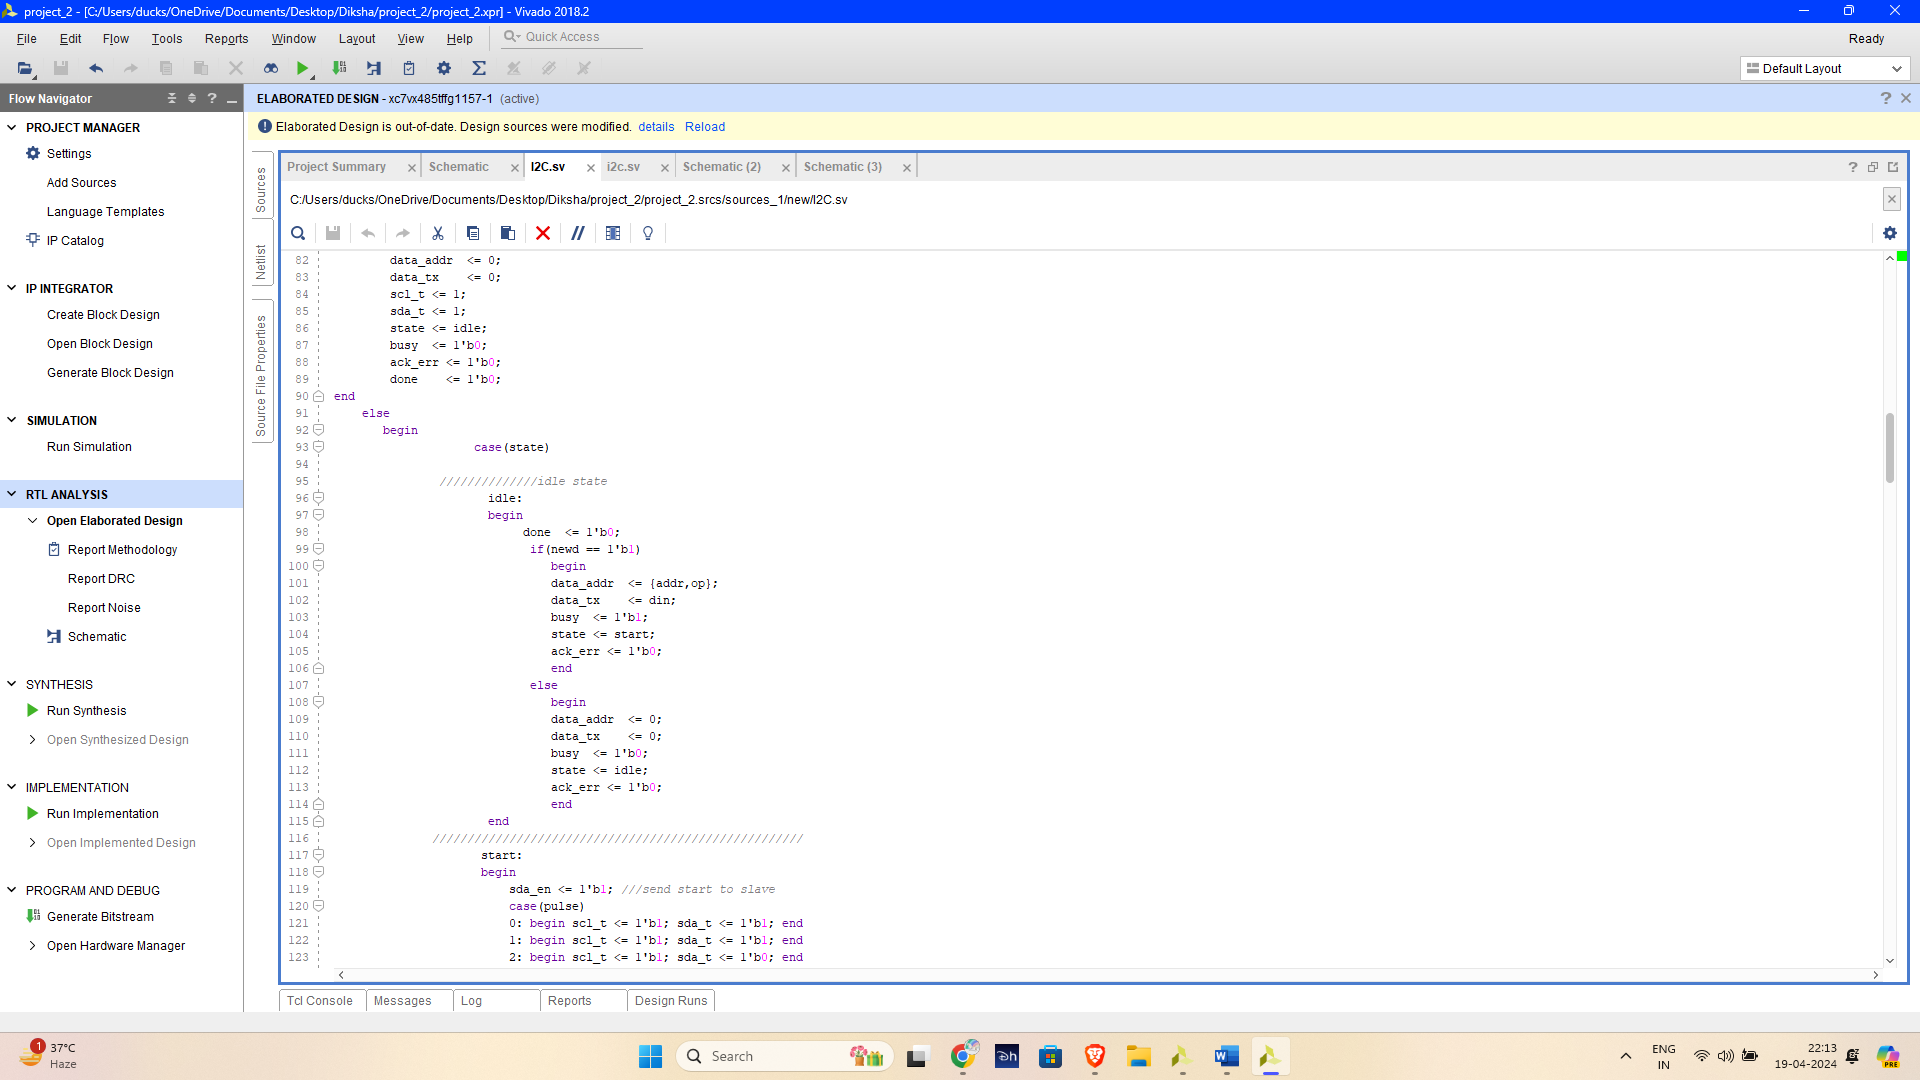 project_2 - [C:/Users/ducks/OneDrive/Documents/Desktop/Diksha/project_2/project_2.xpr] - Vivado 2018.2
File Edit Flow Tools Reports Window Layout View Help Quick Access Ready
Default Layout
Flow Navigator
PROJECT MANAGER
Settings
Add Sources
Language Templates
IP Catalog
IP INTEGRATOR
Create Block Design
Open Block Design
Generate Block Design
SIMULATION
Run Simulation
RTL ANALYSIS
Open Elaborated Design
Report Methodology
Report DRC
Report Noise
Schematic
SYNTHESIS
Run Synthesis
Open Synthesized Design
IMPLEMENTATION
Run Implementation
Open Implemented Design
PROGRAM AND DEBUG
Generate Bitstream
Open Hardware Manager
ELABORATED DESIGN - xc7vx485tffg1157-1 (active)
Elaborated Design is out-of-date. Design sources were modified. details Reload
Sources
Netlist
Source File Properties
Project Summary Schematic I2C.sv i2c.sv Schematic (2) Schematic (3)
C:/Users/ducks/OneDrive/Documents/Desktop/Diksha/project_2/project_2.srcs/sources_1/new/I2C.sv
82 data_addr <= 0;
83 data_tx <= 0;
84 scl_t <= 1;
85 sda_t <= 1;
86 state <= idle;
87 busy <= 1'b0;
88 ack_err <= 1'b0;
89 done <= 1'b0;
90 end
91 else
92 begin
93 case(state)
94
95 //////////////idle state
96 idle:
97 begin
98 done <= 1'b0;
99 if(newd == 1'b1)
100 begin
101 data_addr <= {addr,op};
102 data_tx <= din;
103 busy <= 1'b1;
104 state <= start;
105 ack_err <= 1'b0;
106 end
107 else
108 begin
109 data_addr <= 0;
110 data_tx <= 0;
111 busy <= 1'b0;
112 state <= idle;
113 ack_err <= 1'b0;
114 end
115 end
116 /////////////////////////////////////////////////////
117 start:
118 begin
119 sda_en <= 1'b1; ///send start to slave
120 case(pulse)
121 0: begin scl_t <= 1'b1; sda_t <= 1'b1; end
122 1: begin scl_t <= 1'b1; sda_t <= 1'b1; end
123 2: begin scl_t <= 1'b1; sda_t <= 1'b0; end
Tcl Console Messages Log Reports Design Runs
1
37°C
Haze
Search
ENG
IN
22:13
19-04-2024
PRE